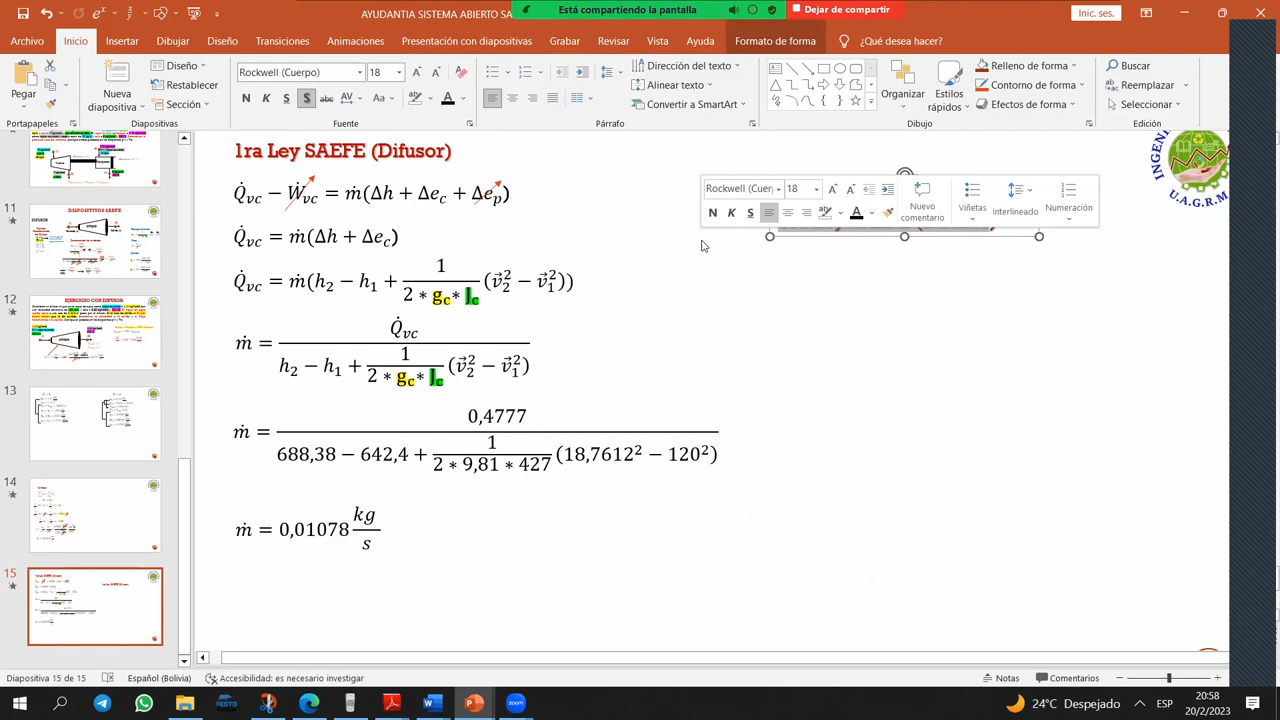 AYUDANTIA SISTEMA ABIERTO SA
Está compartiendo la pantalla
Dejar de compartir
Inic. ses.
Archivo Inicio Insertar Dibujar Diseño Transiciones Animaciones Presentación con diapositivas Grabar Revisar Vista Ayuda Formato de forma ¿Qué desea hacer?
Pegar
Nueva diapositiva
Diseño
Restablecer
Sección
Rockwell (Cuerpo) 18
N K S S abc AV Aa A
Dirección del texto
Alinear texto
Convertir a SmartArt
Organizar
Estilos rápidos
Relleno de forma
Contorno de forma
Efectos de forma
Buscar
Reemplazar
Seleccionar
Portapapeles Diapositivas Fuente Párrafo Dibujo Edición
11
DISPOSITIVOS SAEFE
12
EJERCICIO CON DIFUSOR
13
14
15
1ra Ley SAEFE (Difusor)
Q̇vc − Ẇvc = ṁ(Δh + Δec + Δep)
Q̇vc = ṁ(Δh + Δec)
Q̇vc = ṁ(h2 − h1 + 1/(2 ∗ gc ∗ Jc) (v⃗2² − v⃗1²))
ṁ = Q̇vc / (h2 − h1 + 1/(2 ∗ gc ∗ Jc) (v⃗2² − v⃗1²))
ṁ = 0,4777 / (688,38 − 642,4 + 1/(2 ∗ 9,81 ∗ 427) (18,7612² − 120²))
ṁ = 0,01078 kg/s
Rockwell (Cuer 18
N K S A
Nuevo comentario
Viñetas
Interlineado
Numeración
INGEN
U.A.G.R.M
Diapositiva 15 de 15 Español (Bolivia) Accesibilidad: es necesario investigar
Notas Comentarios
FESTO
zoom
24°C Despejado
ESP
20:58
20/2/2023